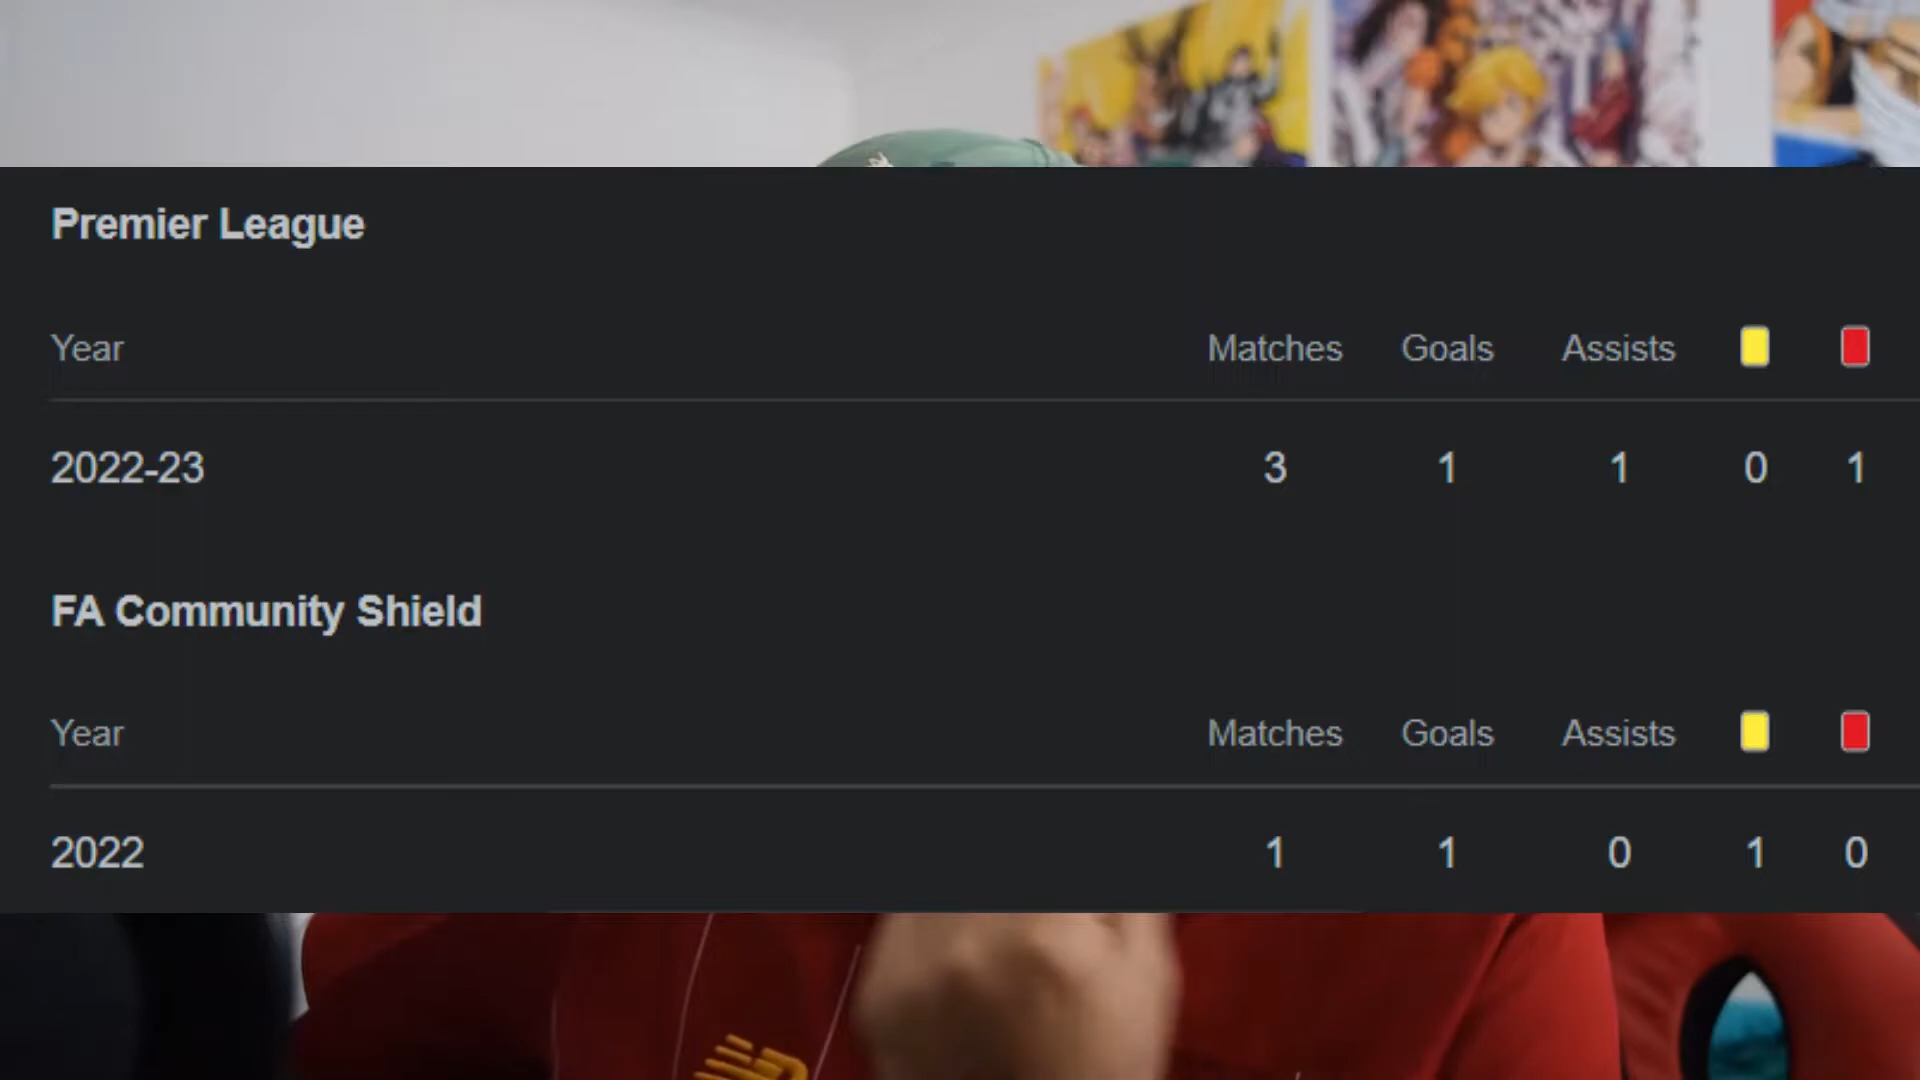 Premier League
Year Matches Goals Assists
2022-23 3 1 1 0 1
FA Community Shield
Year Matches Goals Assists
2022 1 1 0 1 0